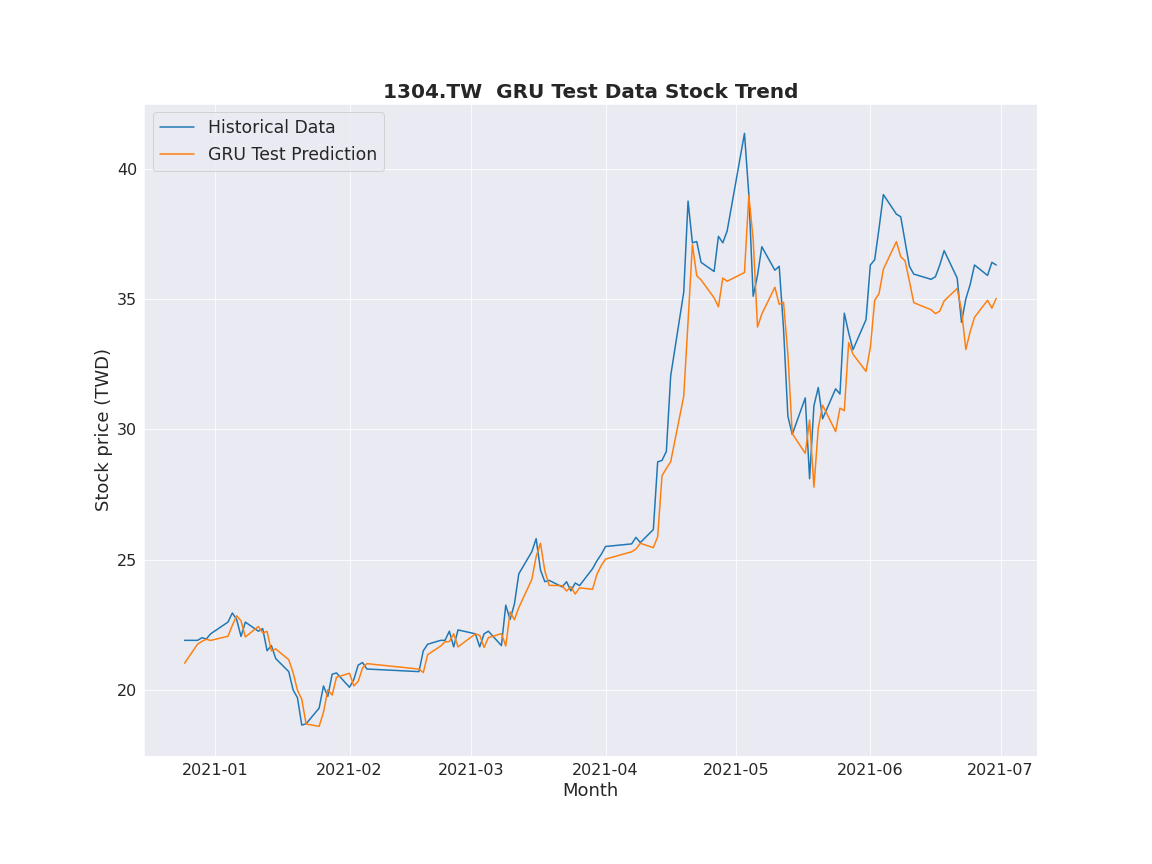 1304.TW  GRU Test Data Stock Trend
Historical Data
GRU Test Prediction
Stock price (TWD)
40
35
30
25
20
2021-01 2021-02 2021-03 2021-04 2021-05 2021-06 2021-07
Month